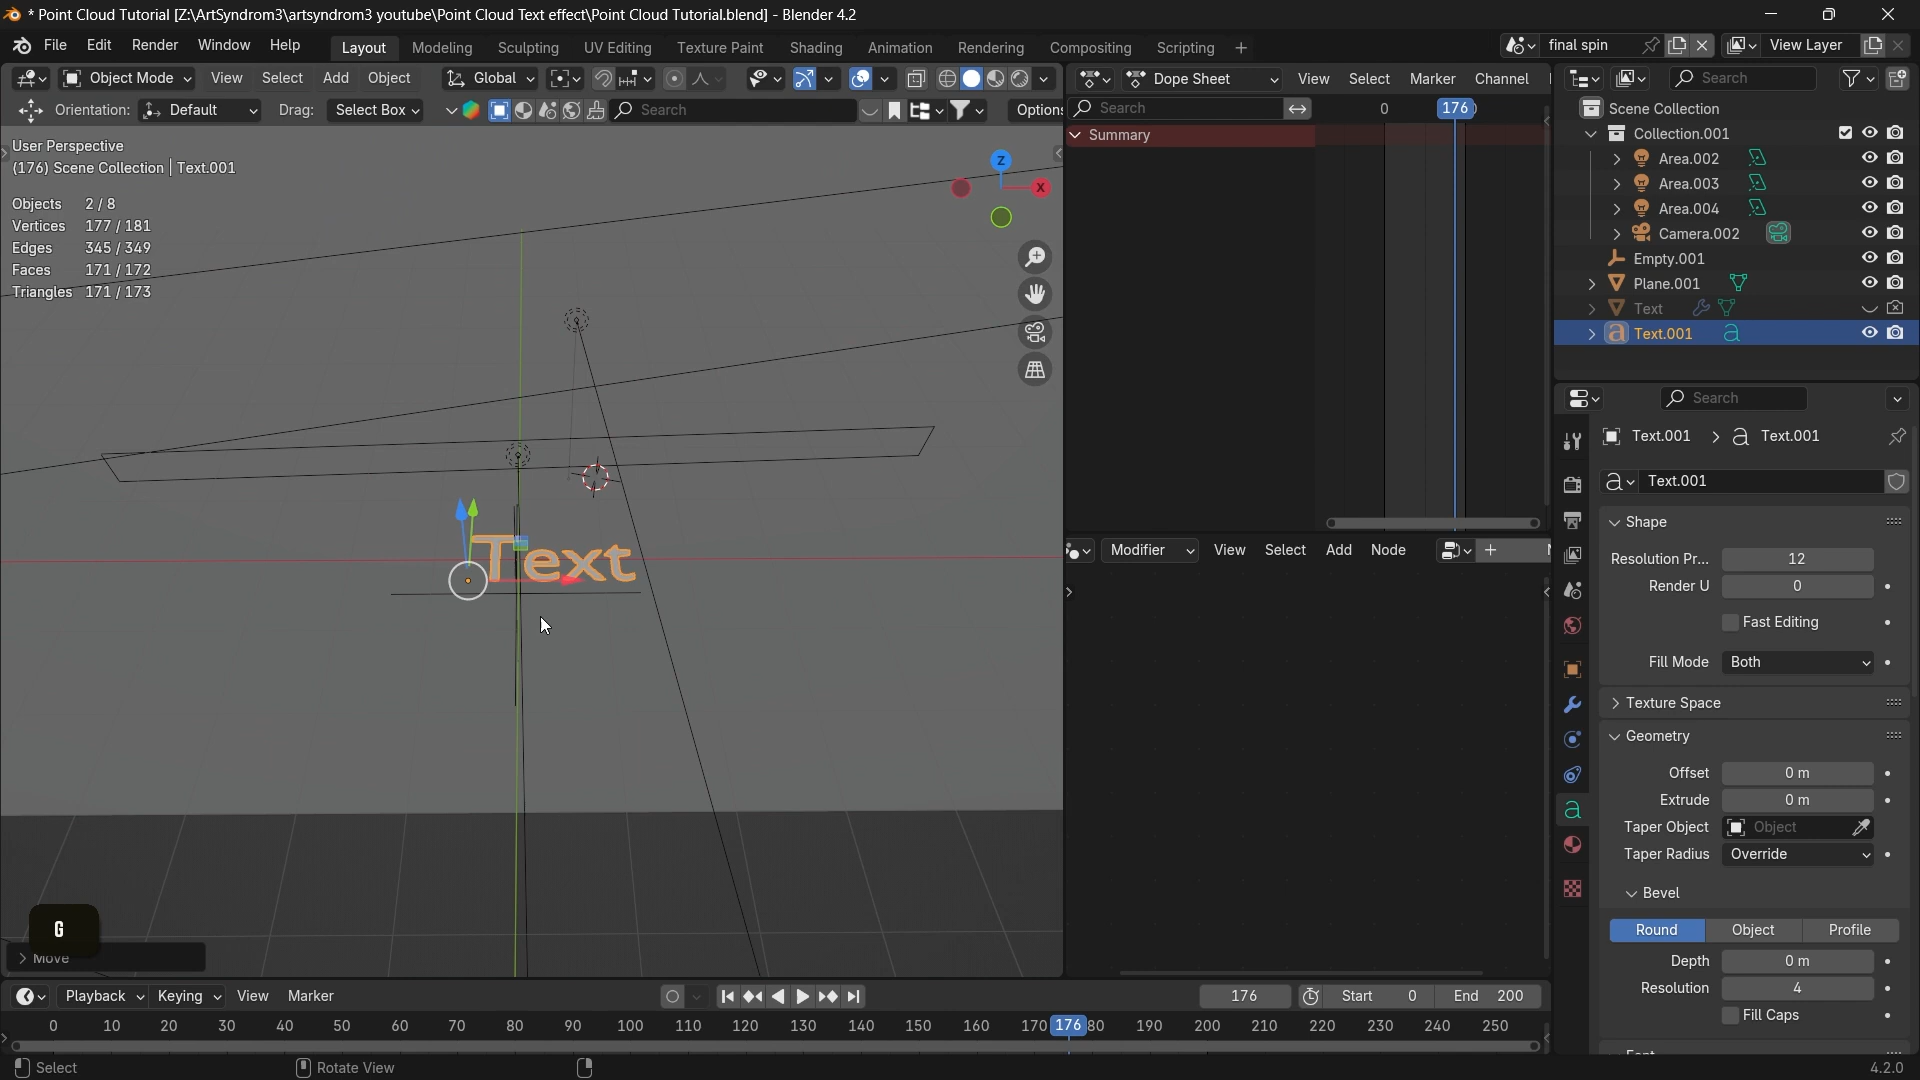 * Point Cloud Tutorial [Z:\ArtSyndrom3\artsyndrom3 youtube\Point Cloud Text effect\Point Cloud Tutorial.blend] - Blender 4.2
File Edit Render Window Help Layout Modeling Sculpting UV Editing Texture Paint Shading Animation Rendering Compositing Scripting + final spin View Layer
Object Mode View Select Add Object Global
Orientation: Default Drag: Select Box Search Options
User Perspective
(176) Scene Collection | Text.001
Objects 2 / 8
Vertices 177 / 181
Edges 345 / 349
Faces 171 / 172
Triangles 171 / 173
Z
X
Text
G
Move
Dope Sheet View Select Marker Channel
Search 0 176
Summary
Modifier View Select Add Node
Search
Scene Collection
Collection.001
Area.002
Area.003
Area.004
Camera.002
Empty.001
Plane.001
Text
Text.001
Search
Text.001 > Text.001
Text.001
Shape
Resolution Pr... 12
Render U 0
Fast Editing
Fill Mode Both
Texture Space
Geometry
Offset 0 m
Extrude 0 m
Taper Object Object
Taper Radius Override
Bevel
Round Object Profile
Depth 0 m
Resolution 4
Fill Caps
Playback Keying View Marker 176 Start 0 End 200
0 10 20 30 40 50 60 70 80 90 100 110 120 130 140 150 160 170 176 80 190 200 210 220 230 240 250
Select Rotate View 4.2.0